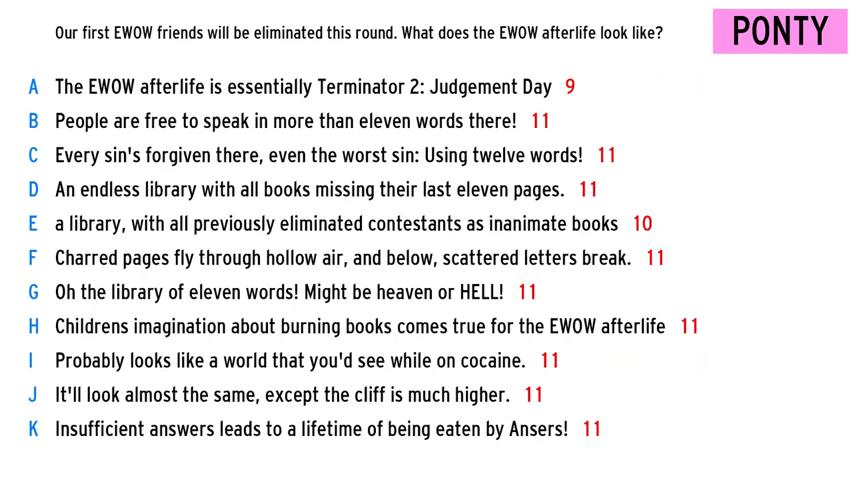 Our first EWOW friends will be eliminated this round. What does the EWOW afterlife look like?
PONTY
A The EWOW afterlife is essentially Terminator 2: Judgement Day 9
B People are free to speak in more than eleven words there! 11
C Every sin's forgiven there, even the worst sin: Using twelve words! 11
D An endless library with all books missing their last eleven pages. 11
E a library, with all previously eliminated contestants as inanimate books 10
F Charred pages fly through hollow air, and below, scattered letters break. 11
G Oh the library of eleven words! Might be heaven or HELL! 11
H Childrens imagination about burning books comes true for the EWOW afterlife 11
I Probably looks like a world that you'd see while on cocaine. 11
J It'll look almost the same, except the cliff is much higher. 11
K Insufficient answers leads to a lifetime of being eaten by Ansers! 11